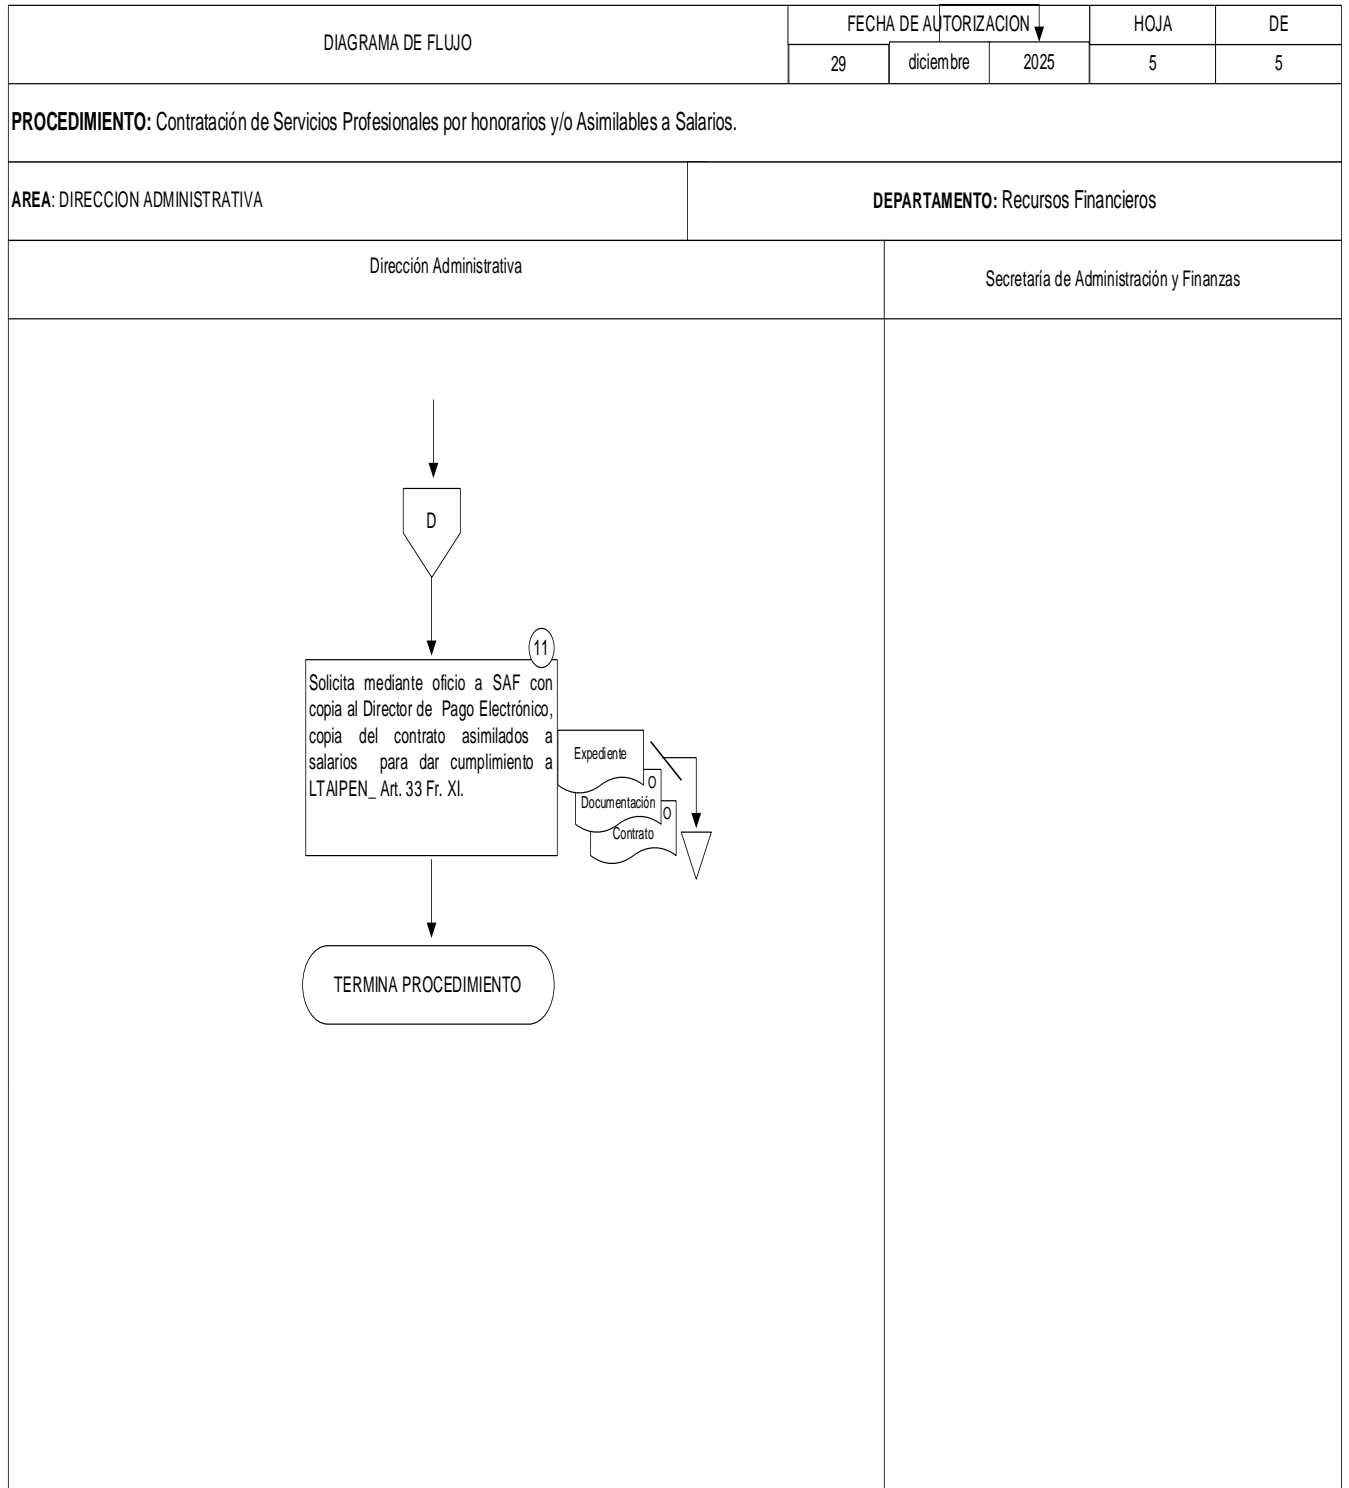 DIAGRAMA DE FLUJO
FECHA DE AUTORIZACION
HOJA
DE
29
diciembre
2025
5
5
PROCEDIMIENTO: Contratación de Servicios Profesionales por honorarios y/o Asimilables a Salarios.
AREA: DIRECCION ADMINISTRATIVA
DEPARTAMENTO: Recursos Financieros
Dirección Administrativa
Secretaría de Administración y Finanzas
D
11
Solicita mediante oficio a SAF con
copia al Director de Pago Electrónico,
copia del contrato asimilados a
salarios para dar cumplimiento a
LTAIPEN_ Art. 33 Fr. XI.
Expediente
O
Documentación
O
Contrato
TERMINA PROCEDIMIENTO